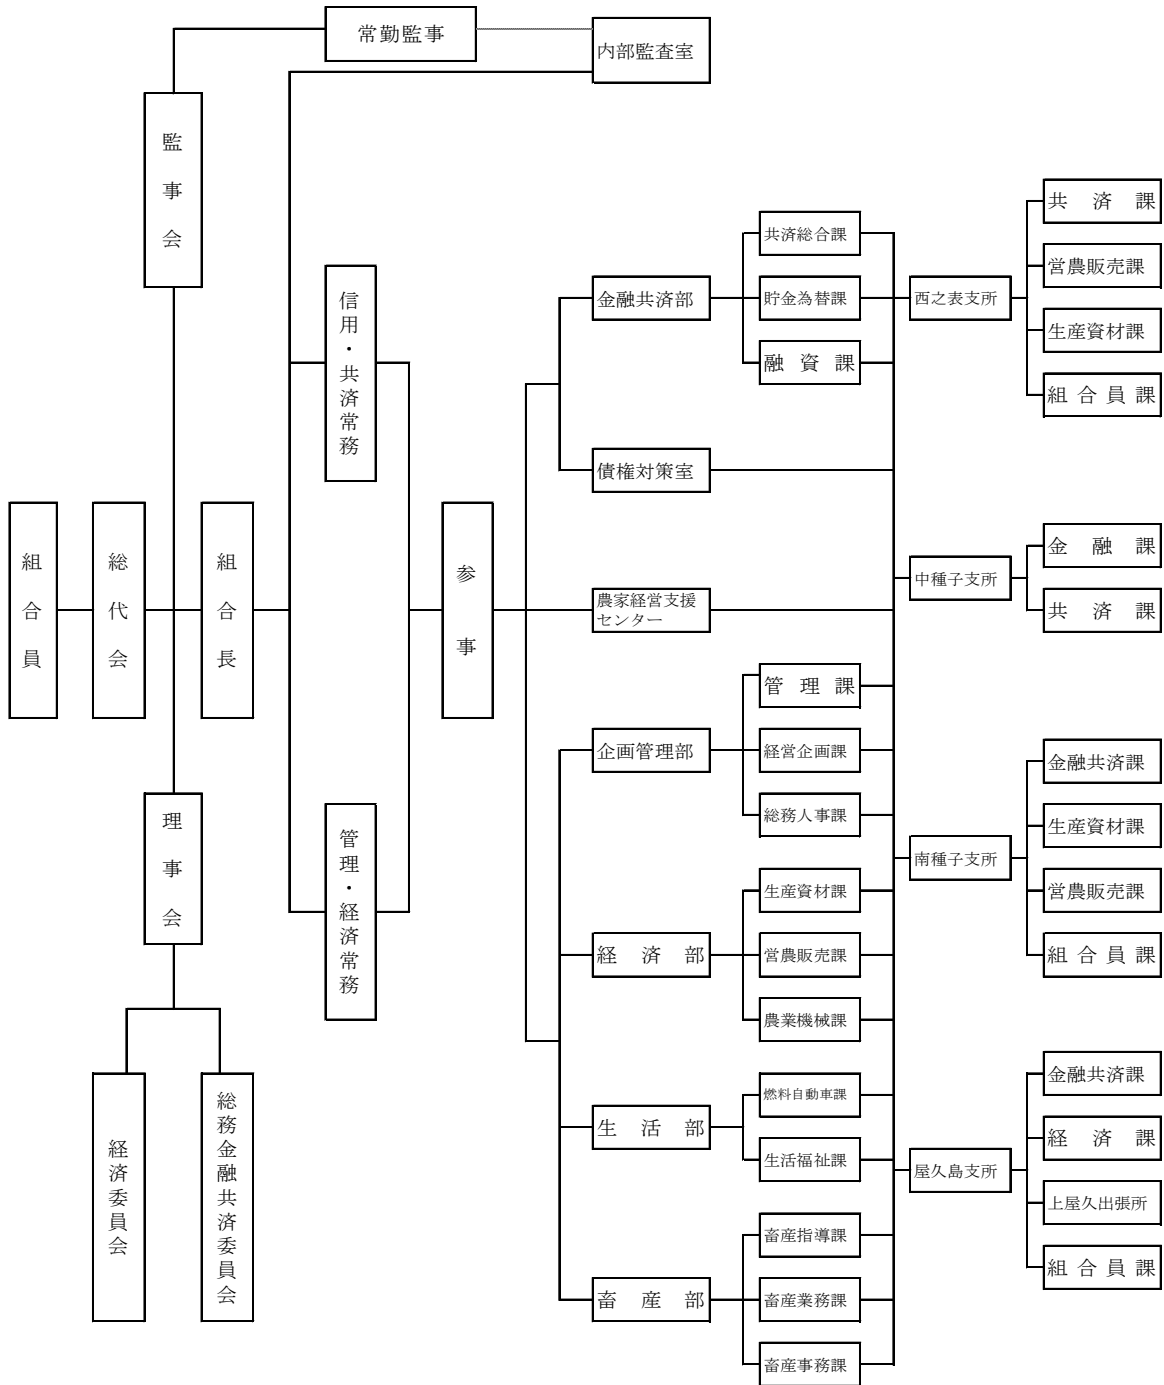 常勤監事
内部監査室
監事会
信用・共済常務
組合員
総代会
組合長
参事
理事会
管理・経済常務
経済委員会
総務金融共済委員会
金融共済部
共済総合課
貯金為替課
融資課
債権対策室
農家経営支援
センター
企画管理部
管理課
経営企画課
総務人事課
経済部
生産資材課
営農販売課
農業機械課
生活部
燃料自動車課
生活福祉課
畜産部
畜産指導課
畜産業務課
畜産事務課
西之表支所
共済課
営農販売課
生産資材課
組合員課
中種子支所
金融課
共済課
南種子支所
金融共済課
生産資材課
営農販売課
組合員課
屋久島支所
金融共済課
経済課
上屋久出張所
組合員課